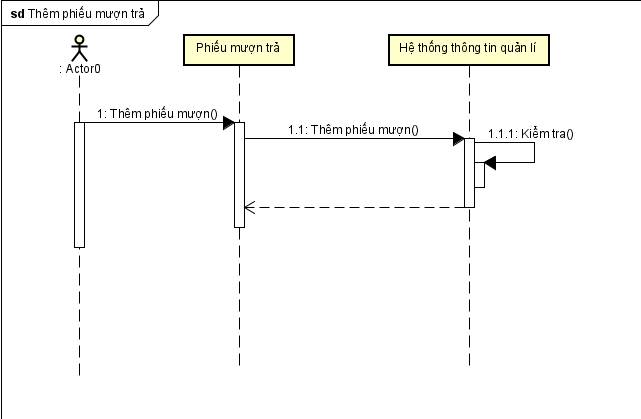 sd Thêm phiếu mượn trả
: Actor0
Phiếu mượn trả
Hệ thống thông tin quản lí
1: Thêm phiếu mượn()
1.1: Thêm phiếu mượn()
1.1.1: Kiểm tra()